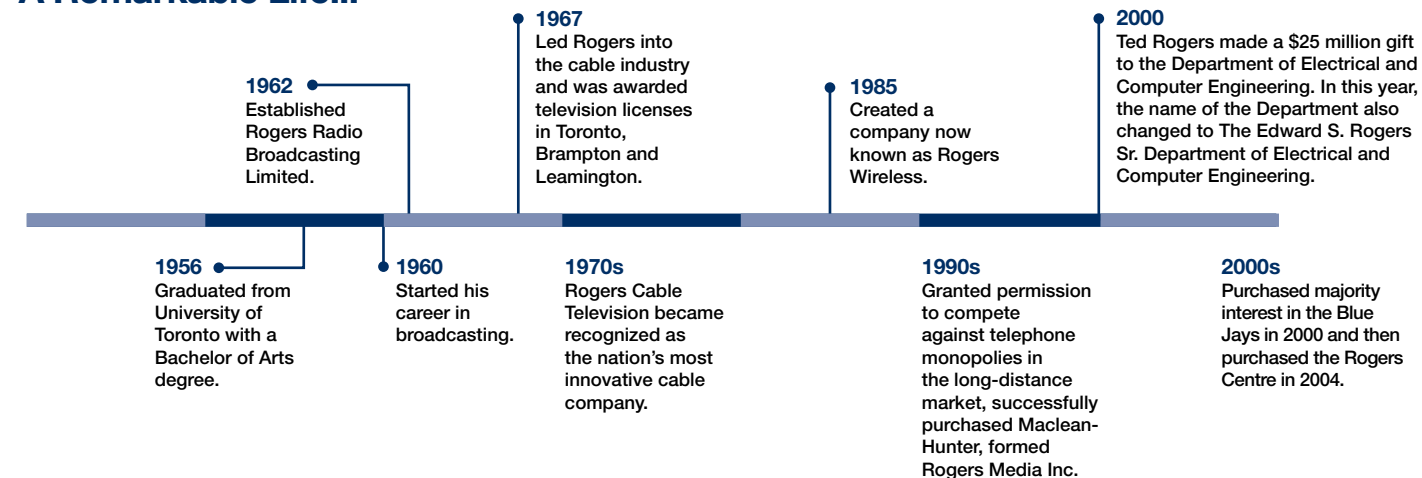 A Remarkable Life...
1962
Established
Rogers Radio
Broadcasting
Limited.
1967
Led Rogers into
the cable industry
and was awarded
television licenses
in Toronto,
Brampton and
Leamington.
1985
Created a
company now
known as Rogers
Wireless.
2000
Ted Rogers made a $25 million gift
to the Department of Electrical and
Computer Engineering. In this year,
the name of the Department also
changed to The Edward S. Rogers
Sr. Department of Electrical and
Computer Engineering.
1956
Graduated from
University of
Toronto with a
Bachelor of Arts
degree.
1960
Started his
career in
broadcasting.
1970s
Rogers Cable
Television became
recognized as
the nation's most
innovative cable
company.
1990s
Granted permission
to compete
against telephone
monopolies in
the long-distance
market, successfully
purchased Maclean-
Hunter, formed
Rogers Media Inc.
2000s
Purchased majority
interest in the Blue
Jays in 2000 and then
purchased the Rogers
Centre in 2004.